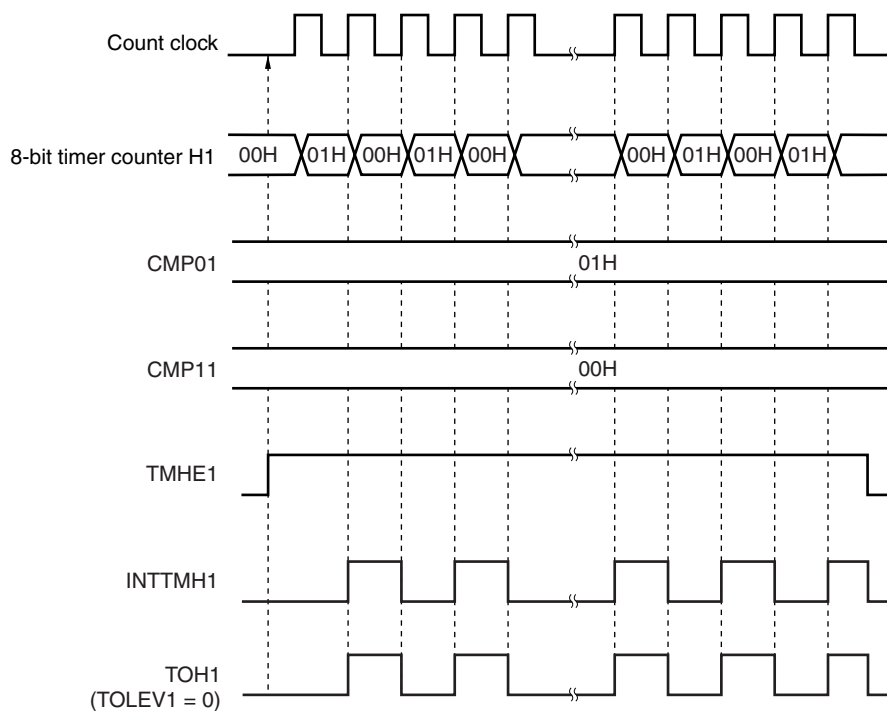 Count clock
8-bit timer counter H1 00H 01H 00H 01H 00H 00H 01H 00H 01H
CMP01 01H
CMP11 00H
TMHE1
INTTMH1
TOH1
(TOLEV1 = 0)